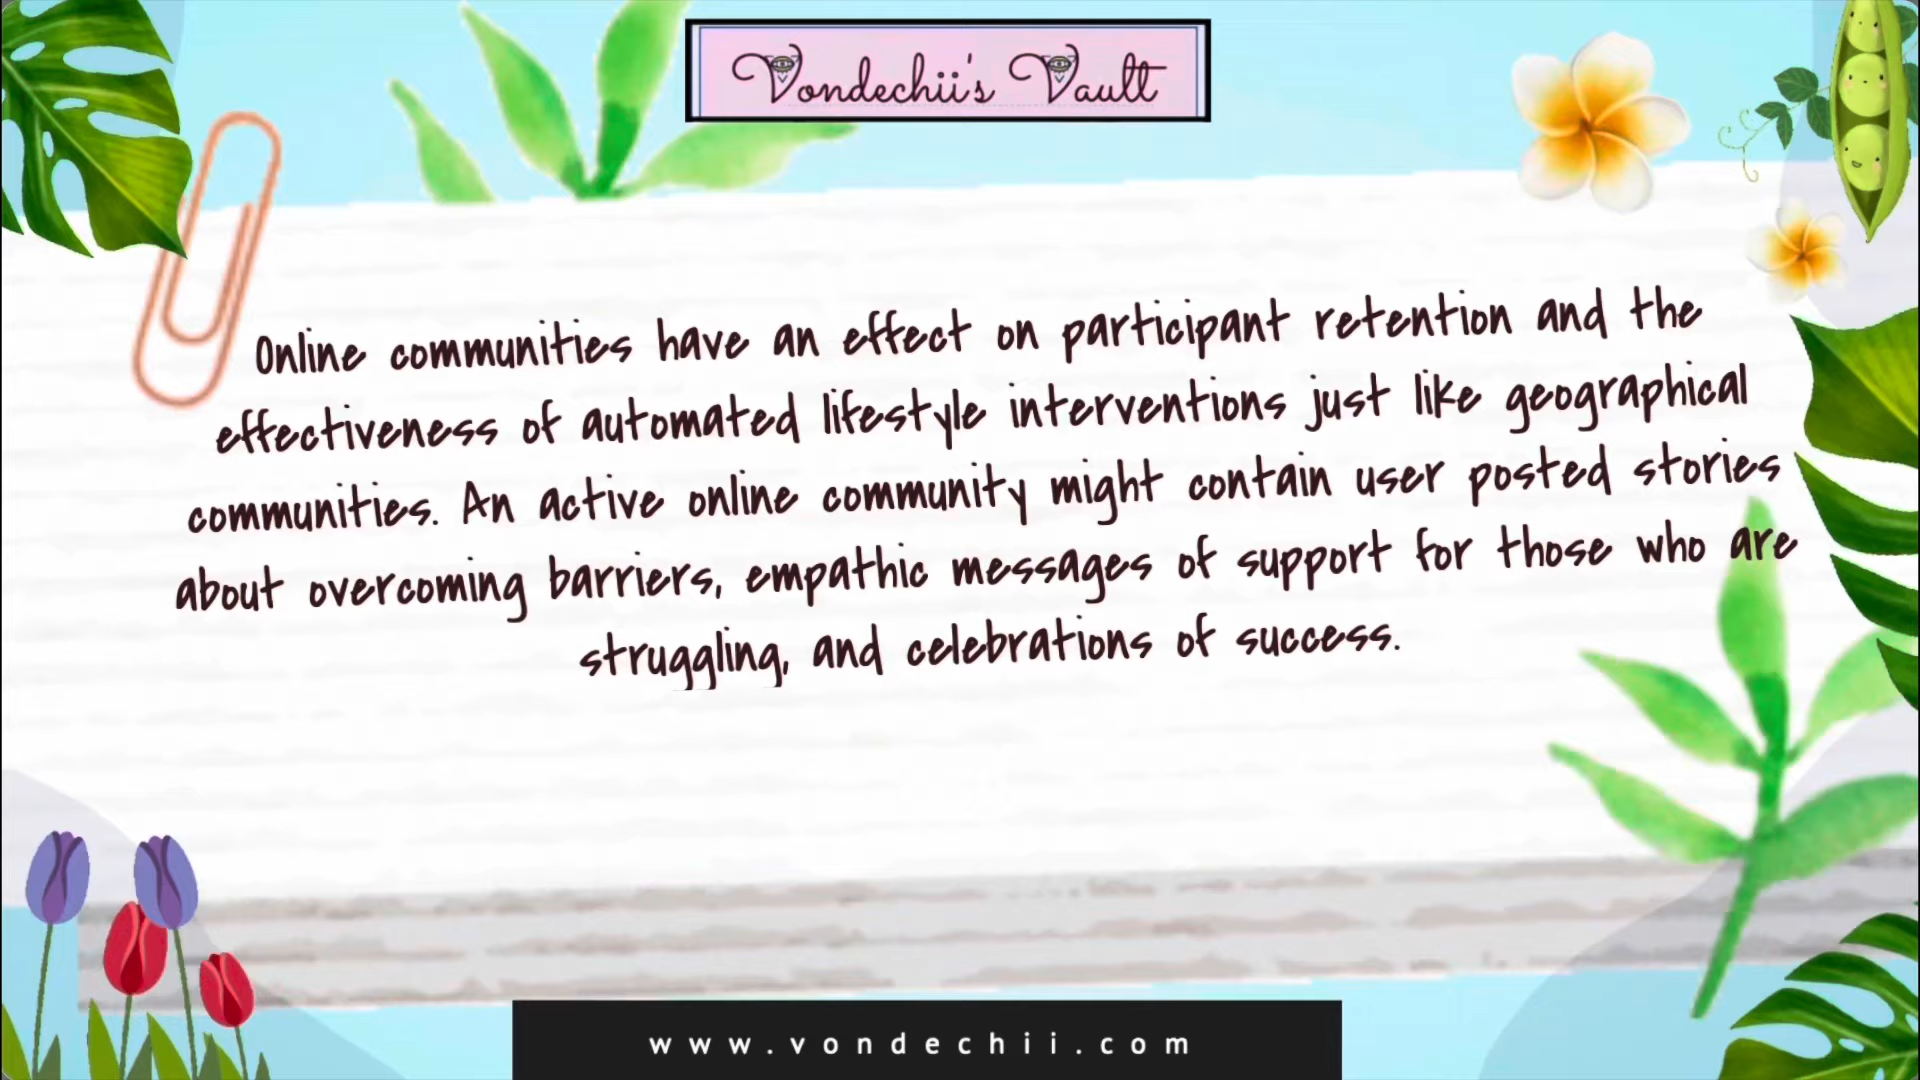 Vondechii's Vault
Online communities have an effect on participant retention and the
effectiveness of automated lifestyle interventions just like geographical
communities. An active online community might contain user posted stories
about overcoming barriers, empathic messages of support for those who are
struggling, and celebrations of success.
www.vondechii.com